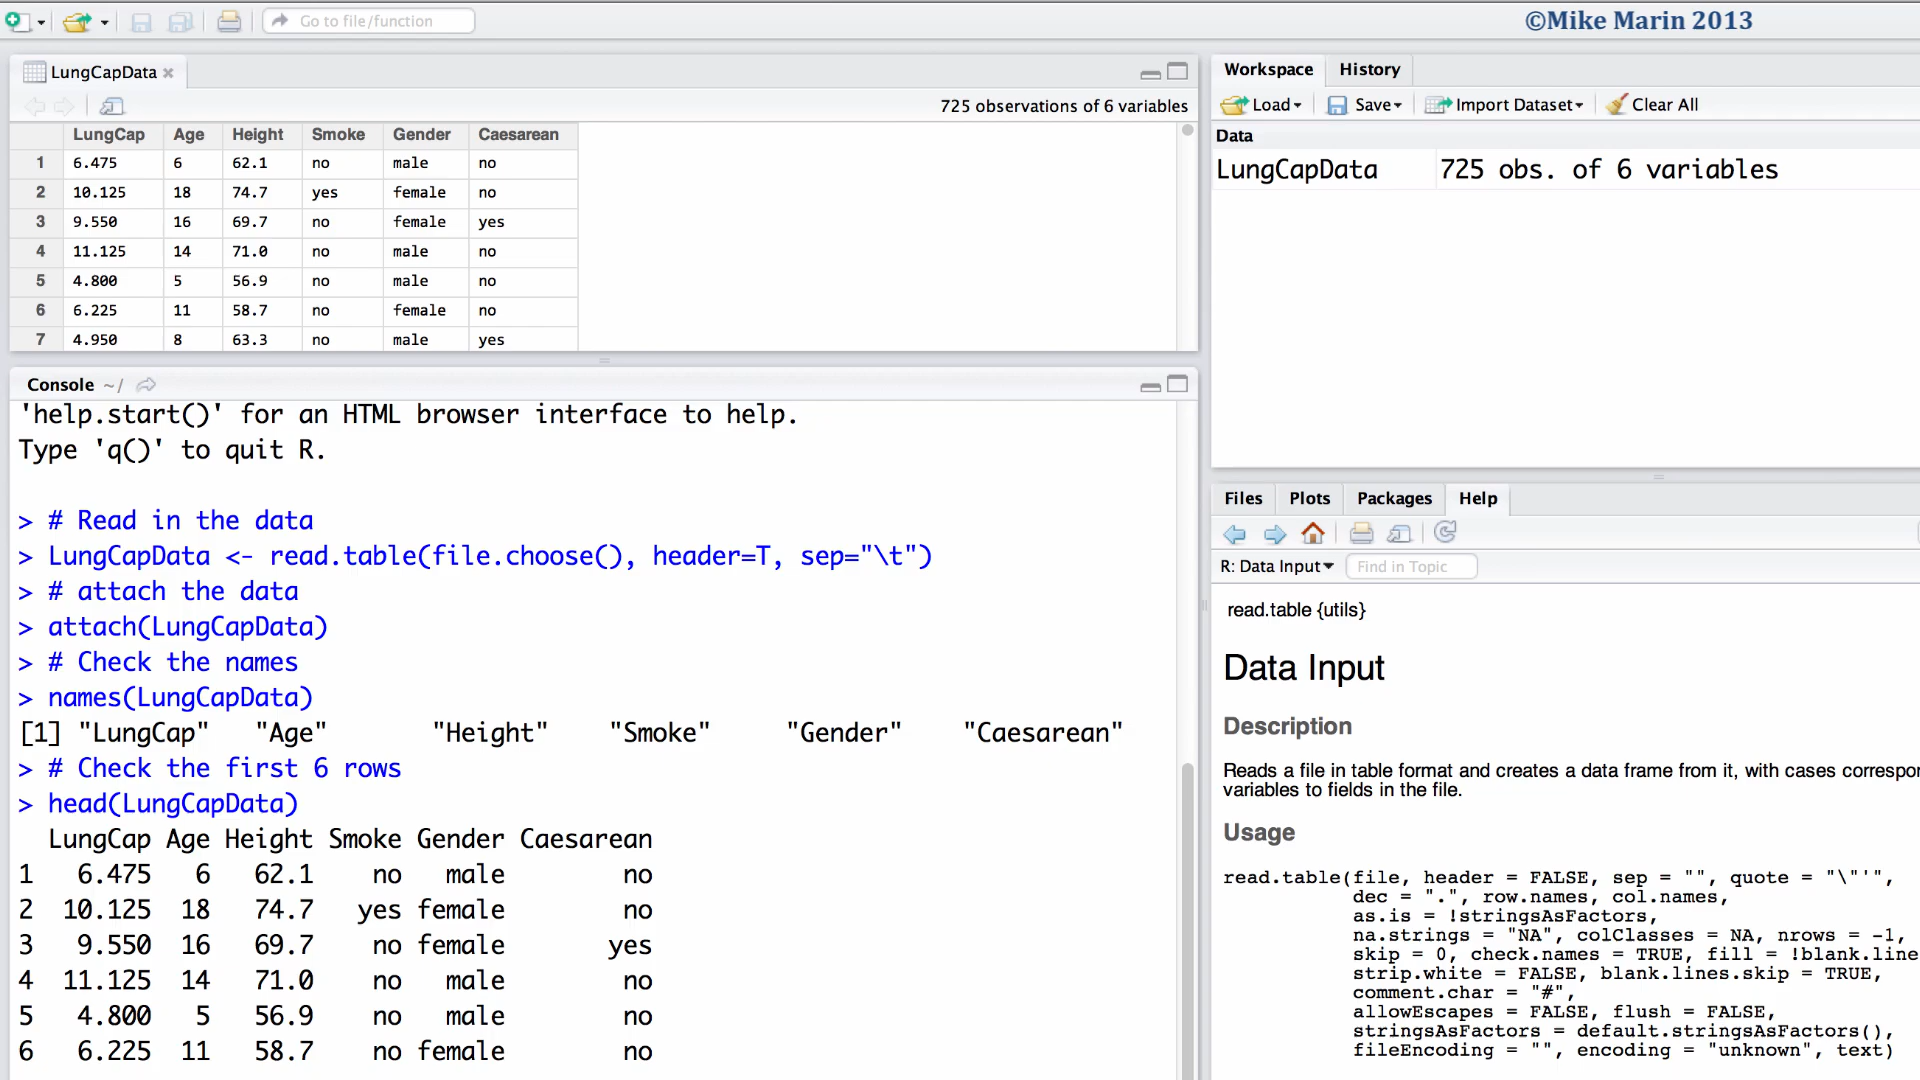 Go to file/function
©Mike Marin 2013
LungCapData
725 observations of 6 variables
LungCap Age Height Smoke Gender Caesarean
1 6.475 6 62.1 no male no
2 10.125 18 74.7 yes female no
3 9.550 16 69.7 no female yes
4 11.125 14 71.0 no male no
5 4.800 5 56.9 no male no
6 6.225 11 58.7 no female no
7 4.950 8 63.3 no male yes
Console ~/
'help.start()' for an HTML browser interface to help.
Type 'q()' to quit R.
> # Read in the data
> LungCapData <- read.table(file.choose(), header=T, sep="\t")
> # attach the data
> attach(LungCapData)
> # Check the names
> names(LungCapData)
[1] "LungCap" "Age" "Height" "Smoke" "Gender" "Caesarean"
> # Check the first 6 rows
> head(LungCapData)
LungCap Age Height Smoke Gender Caesarean
1 6.475 6 62.1 no male no
2 10.125 18 74.7 yes female no
3 9.550 16 69.7 no female yes
4 11.125 14 71.0 no male no
5 4.800 5 56.9 no male no
6 6.225 11 58.7 no female no
Workspace History
Load Save Import Dataset Clear All
Data
LungCapData 725 obs. of 6 variables
Files Plots Packages Help
R: Data Input Find in Topic
read.table {utils}
Data Input
Description
Reads a file in table format and creates a data frame from it, with cases correspo
variables to fields in the file.
Usage
read.table(file, header = FALSE, sep = "", quote = "\"'",
dec = ".", row.names, col.names,
as.is = !stringsAsFactors,
na.strings = "NA", colClasses = NA, nrows = -1,
skip = 0, check.names = TRUE, fill = !blank.line
strip.white = FALSE, blank.lines.skip = TRUE,
comment.char = "#",
allowEscapes = FALSE, flush = FALSE,
stringsAsFactors = default.stringsAsFactors(),
fileEncoding = "", encoding = "unknown", text)